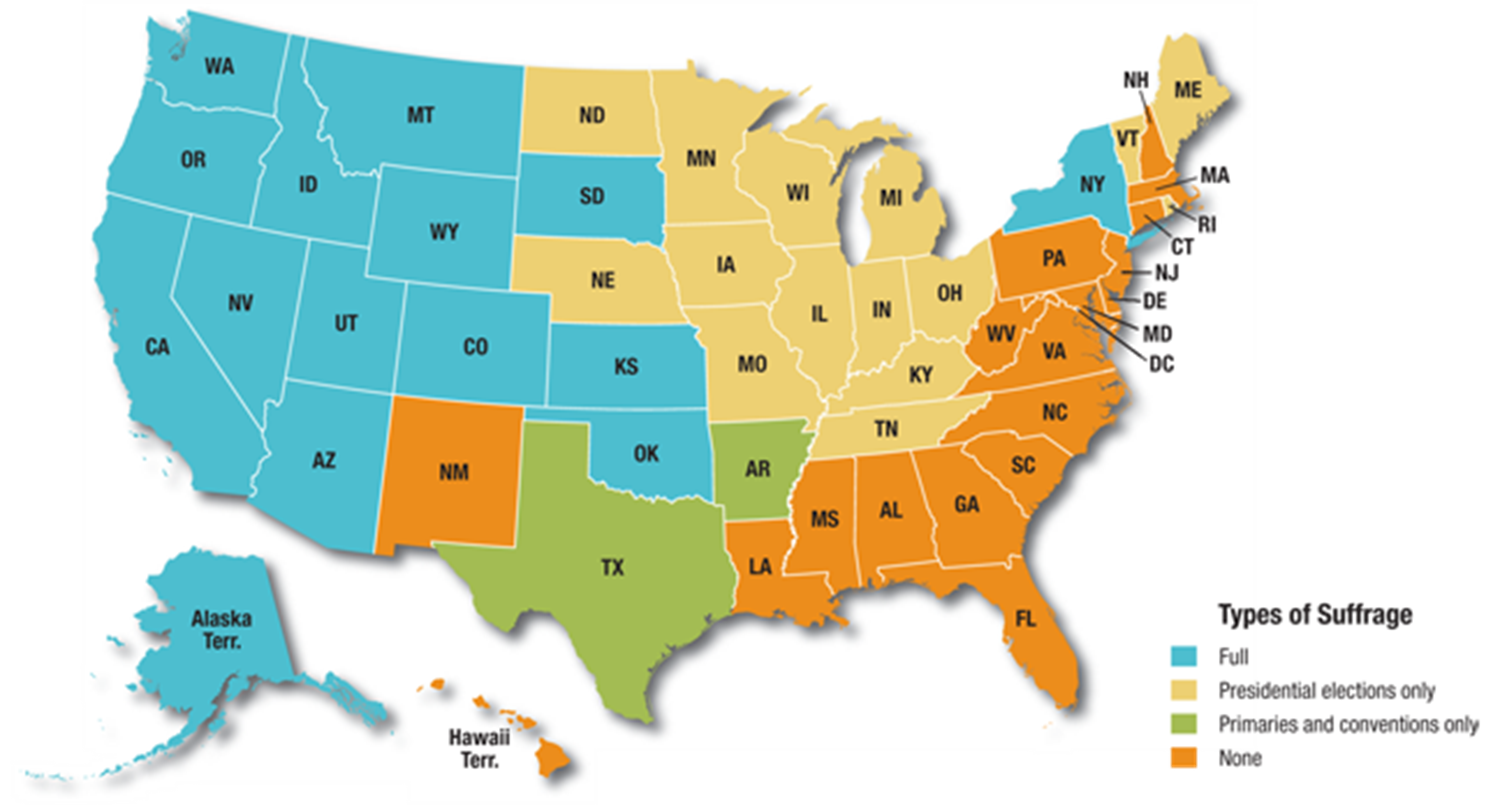 WA
MT
ND
MN
OR
ID
SD
WI
MI
NY
VT
NH
ME
MA
RI
CT
WY
NE
IA
PA
NJ
DE
MD
DC
NV
UT
CO
CA
KS
MO
IL
IN
OH
KY
WV
VA
TN
NC
AZ
NM
OK
AR
SC
MS
AL
GA
TX
LA
FL
Alaska
Terr.
Hawaii
Terr.
Types of Suffrage
Full
Presidential elections only
Primaries and conventions only
None